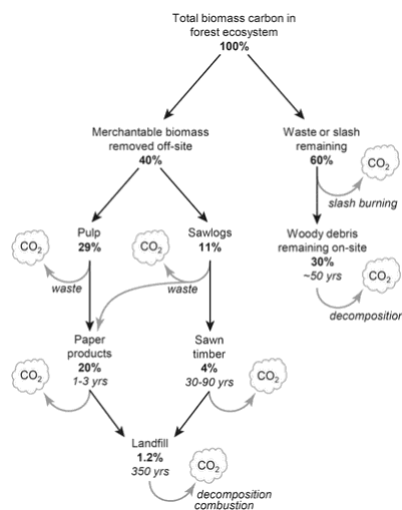 Total biomass carbon in
forest ecosystem
100%
Merchantable biomass
removed off-site
40%
Waste or slash
remaining
60%
CO2
slash burning
Pulp
29%
CO2
waste
Sawlogs
11%
CO2
waste
Woody debris
remaining on-site
30%
~50 yrs
CO2
decomposition
Paper
products
20%
1-3 yrs
CO2
Sawn
timber
4%
30-90 yrs
CO2
Landfill
1.2%
350 yrs
CO2
decomposition
combustion